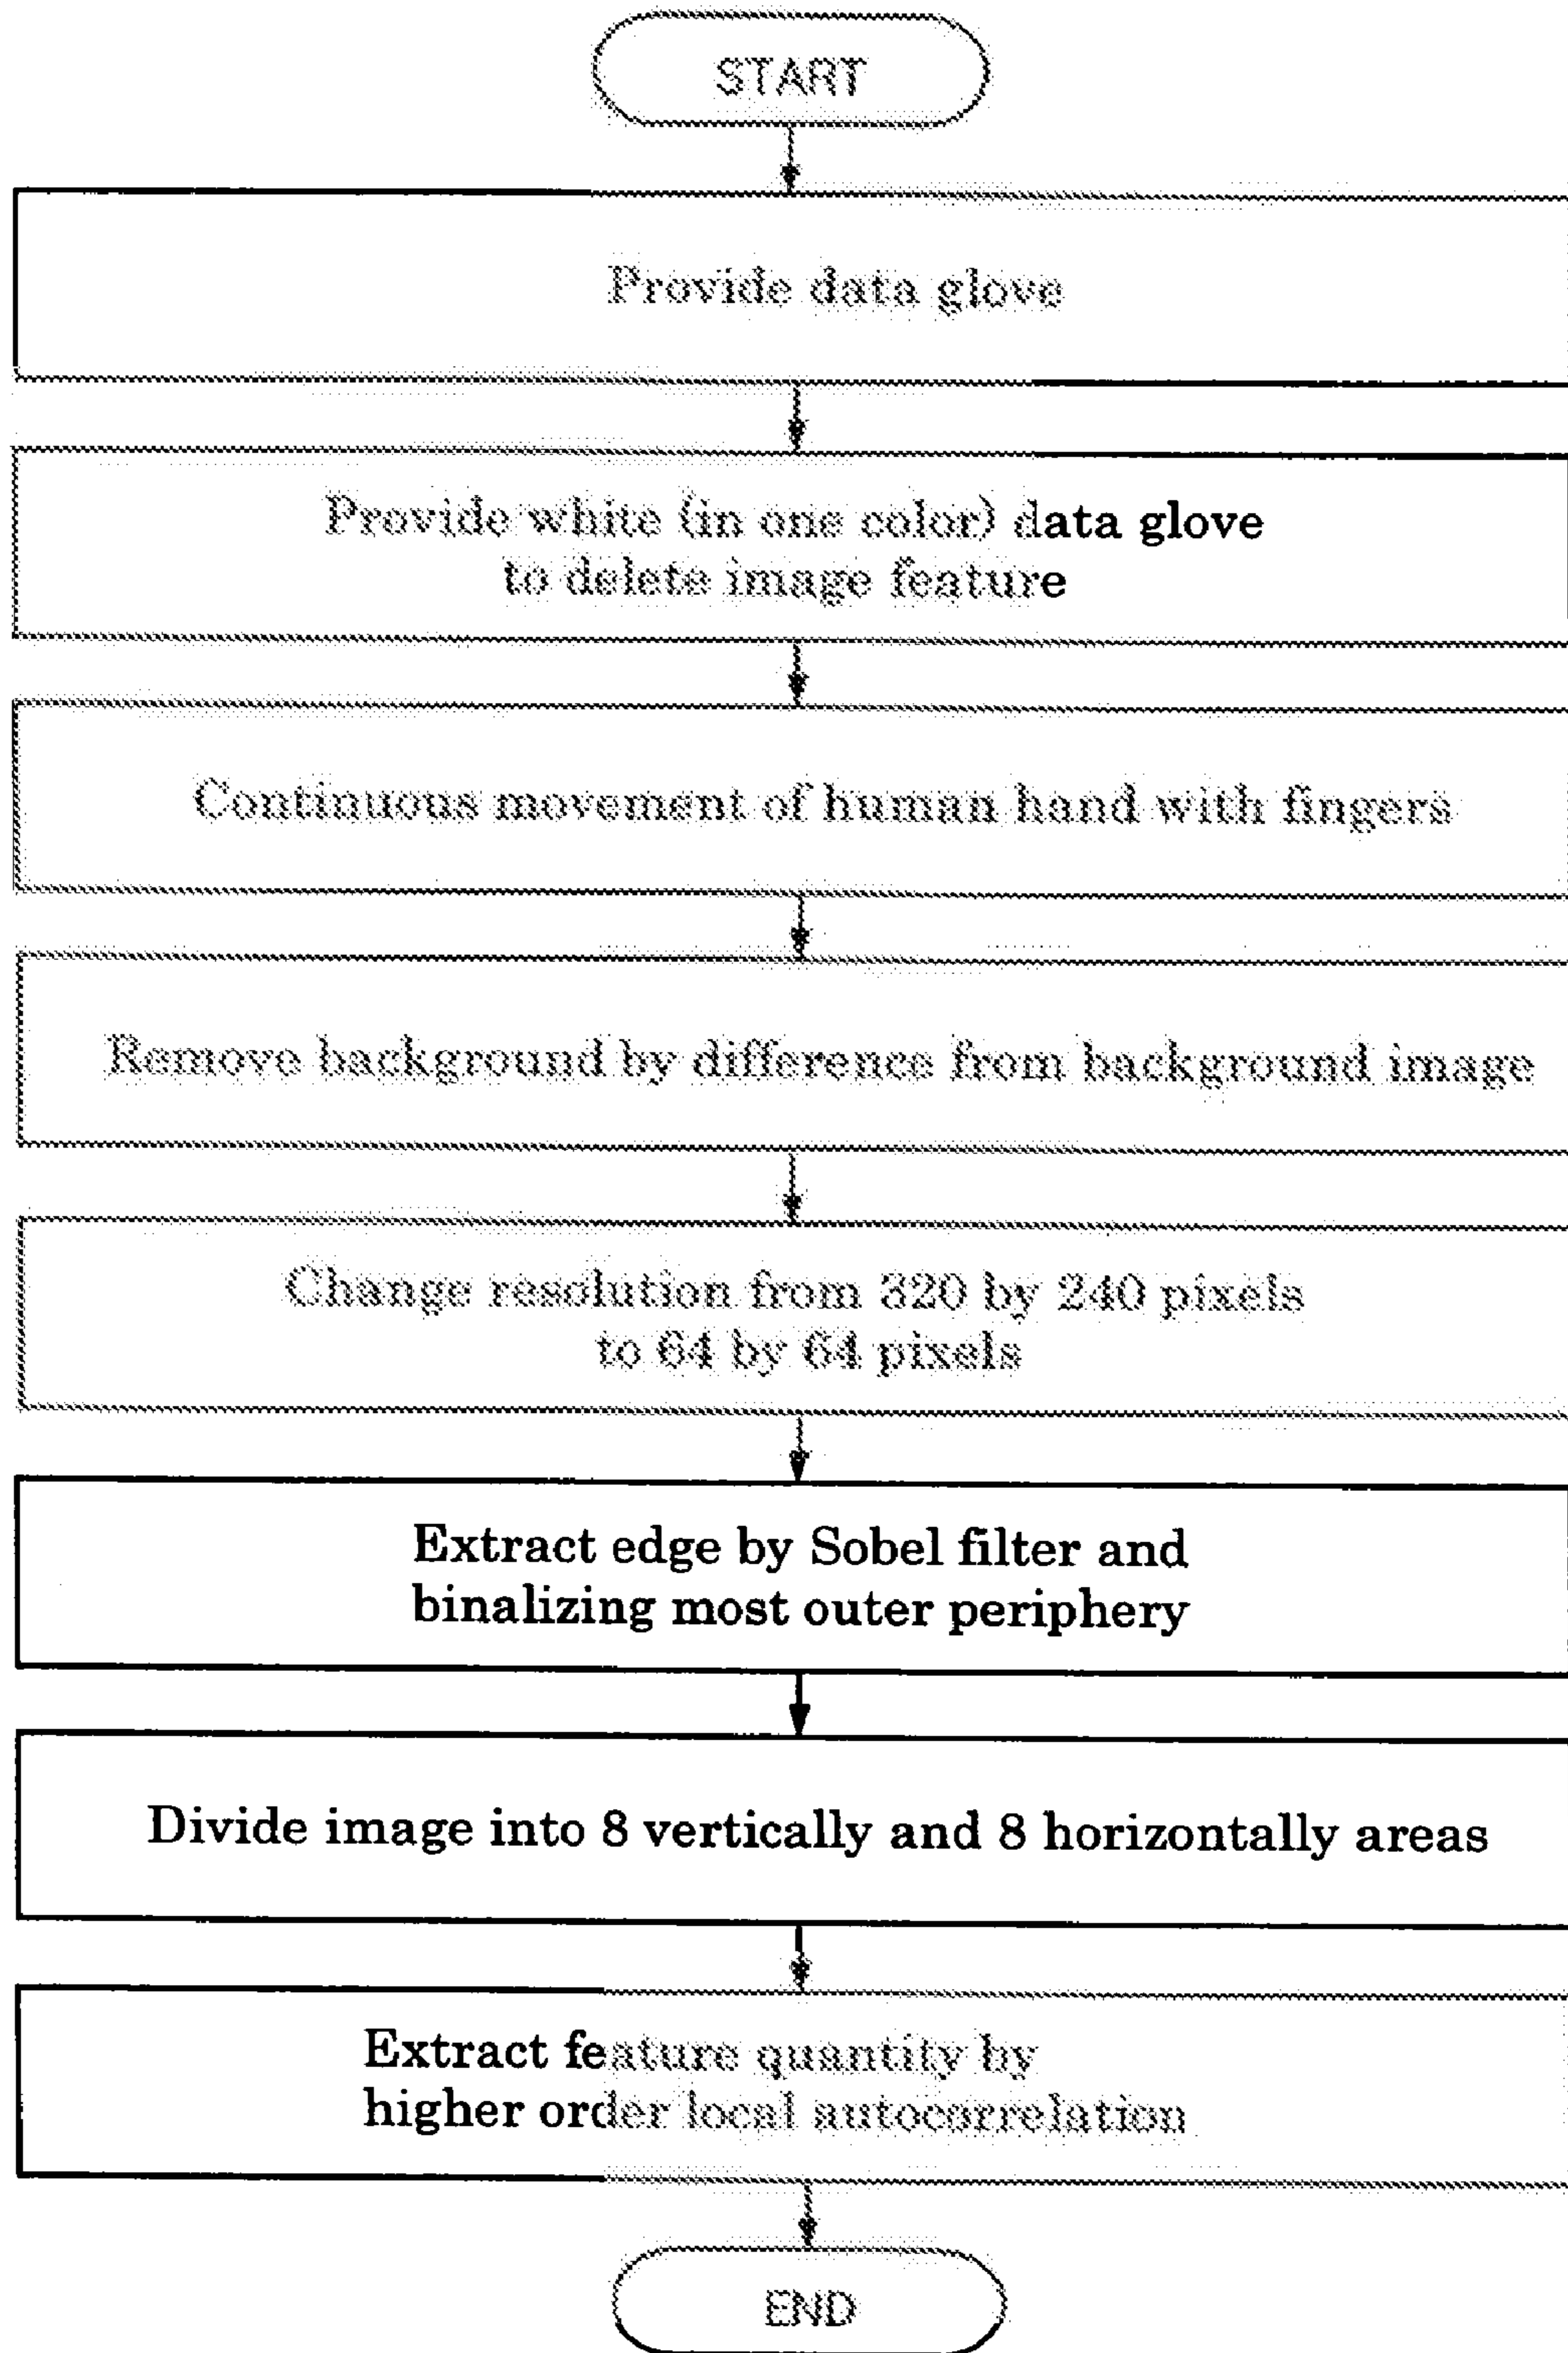 START
Provide data glove
Provide white (in one color) data glove
to delete image feature
Continuous movement of human hand with fingers
Remove background by difference from background image
Change resolution from 320 by 240 pixels
to 64 by 64 pixels
Extract edge by Sobel filter and
binalizing most outer periphery
Divide image into 8 vertically and 8 horizontally areas
Extract feature quantity by
higher order local autocorrelation
END